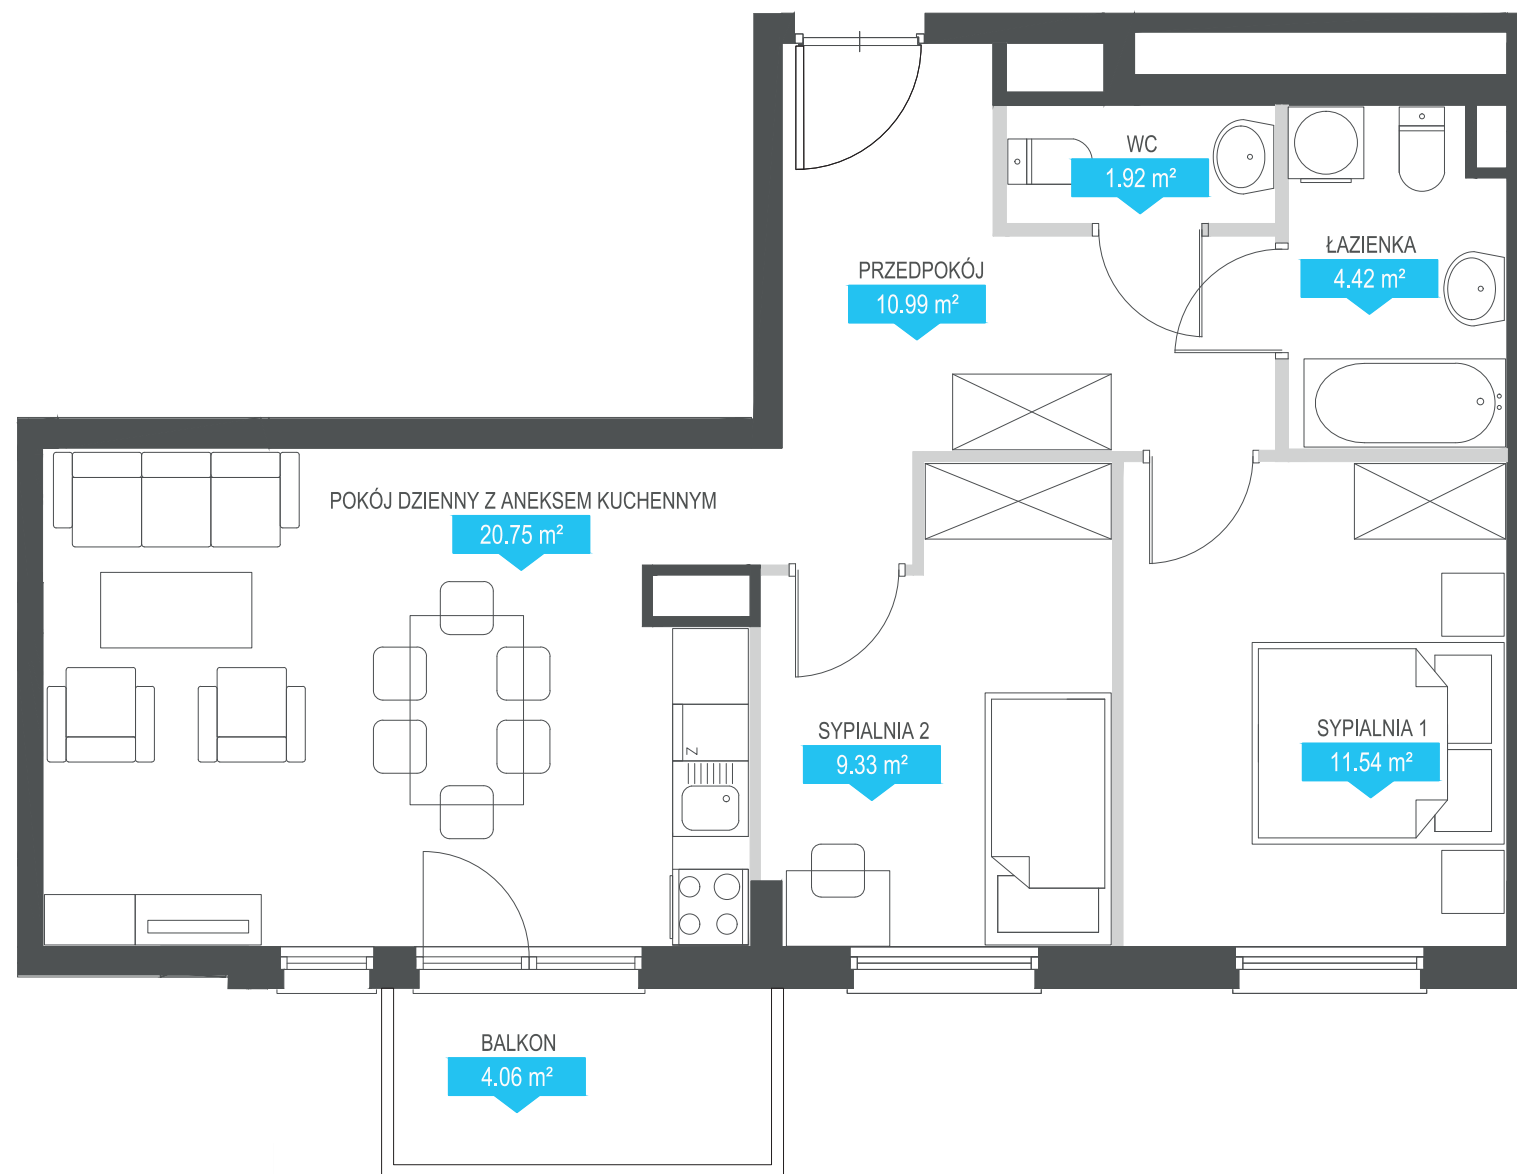 WC
1.92 m²
ŁAZIENKA
4.42 m²
PRZEDPOKÓJ
10.99 m²
POKÓJ DZIENNY Z ANEKSEM KUCHENNYM
20.75 m²
SYPIALNIA 2
9.33 m²
SYPIALNIA 1
11.54 m²
Z
BALKON
4.06 m²